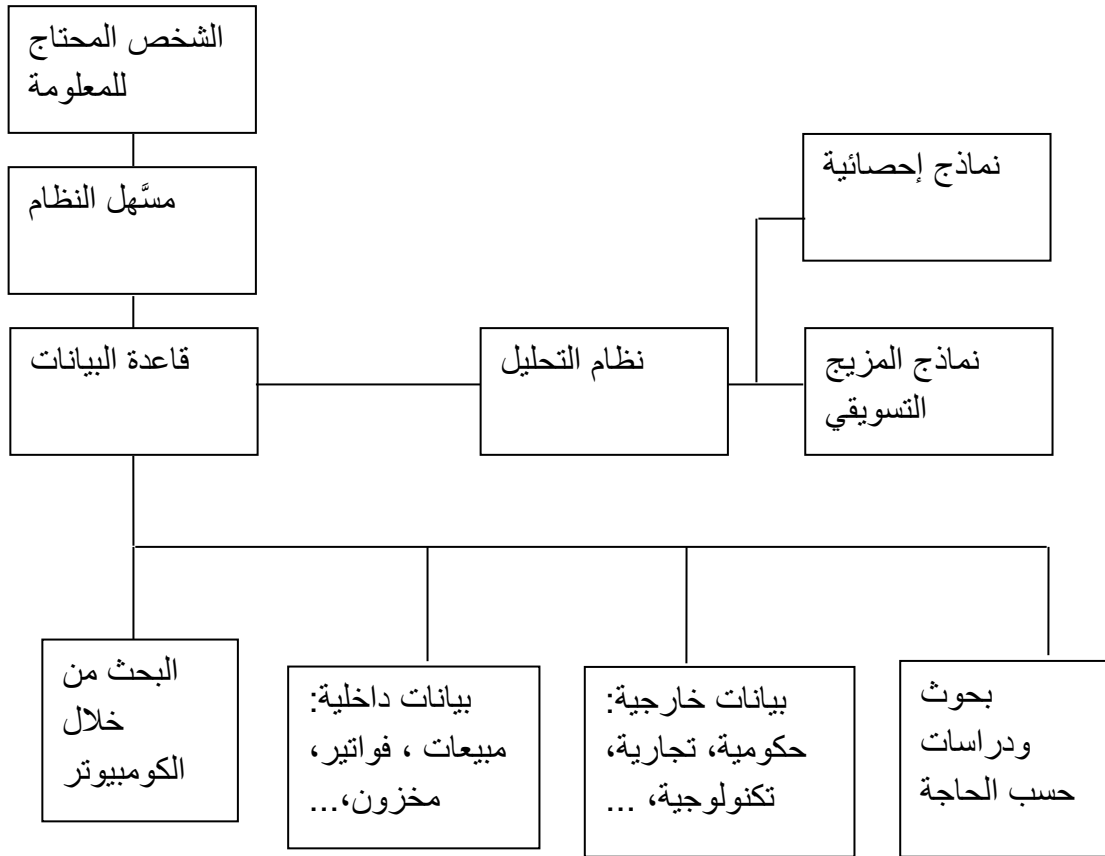 الشخص المحتاج
للمعلومة
نماذج إحصائية
مسَّهل النظام
قاعدة البيانات
نظام التحليل
نماذج المزيج
التسويقي
البحث من
خلال
الكومبيوتر
بيانات داخلية:
مبيعات ، فواتير،
مخزون،...
بيانات خارجية:
حكومية، تجارية،
تكنولوجية، ...
بحوث
ودراسات
حسب الحاجة